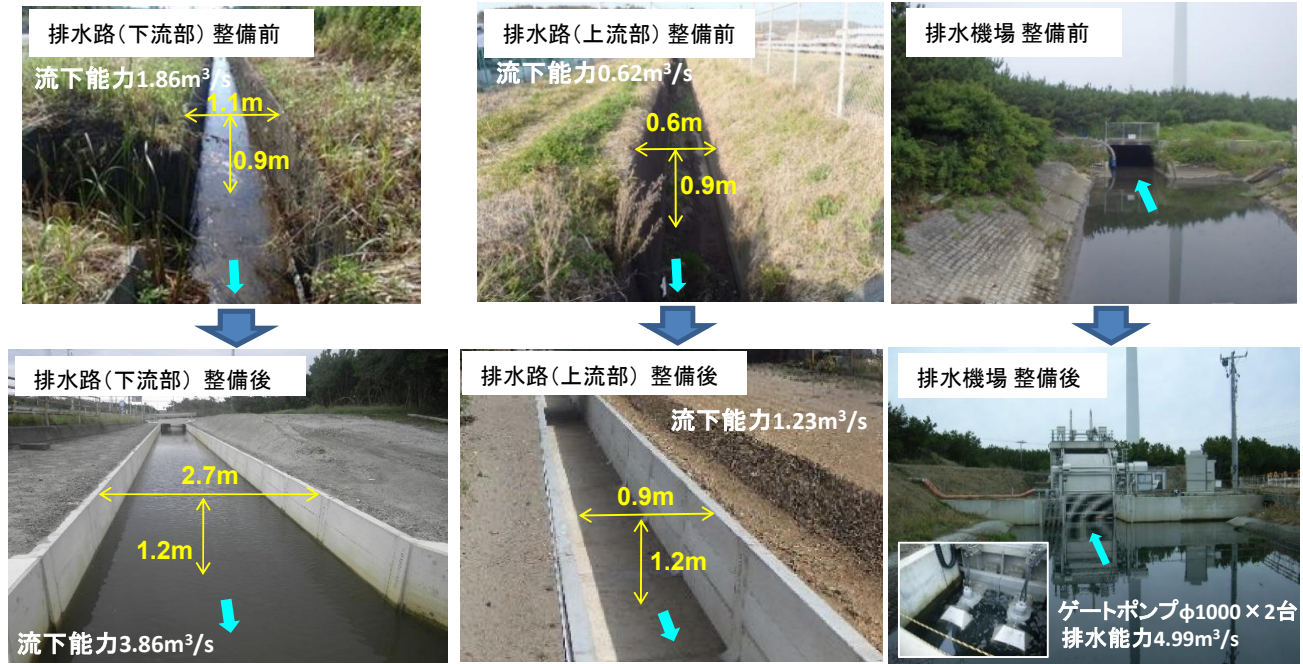 排水路(下流部) 整備前
流下能力1.86m³/s
1.1m
0.9m
排水路(上流部) 整備前
流下能力0.62m³/s
0.6m
0.9m
排水機場 整備前
排水路(下流部) 整備後
2.7m
1.2m
流下能力3.86m³/s
排水路(上流部) 整備後
流下能力1.23m³/s
0.9m
1.2m
排水機場 整備後
ゲートポンプφ1000×2台
排水能力4.99m³/s